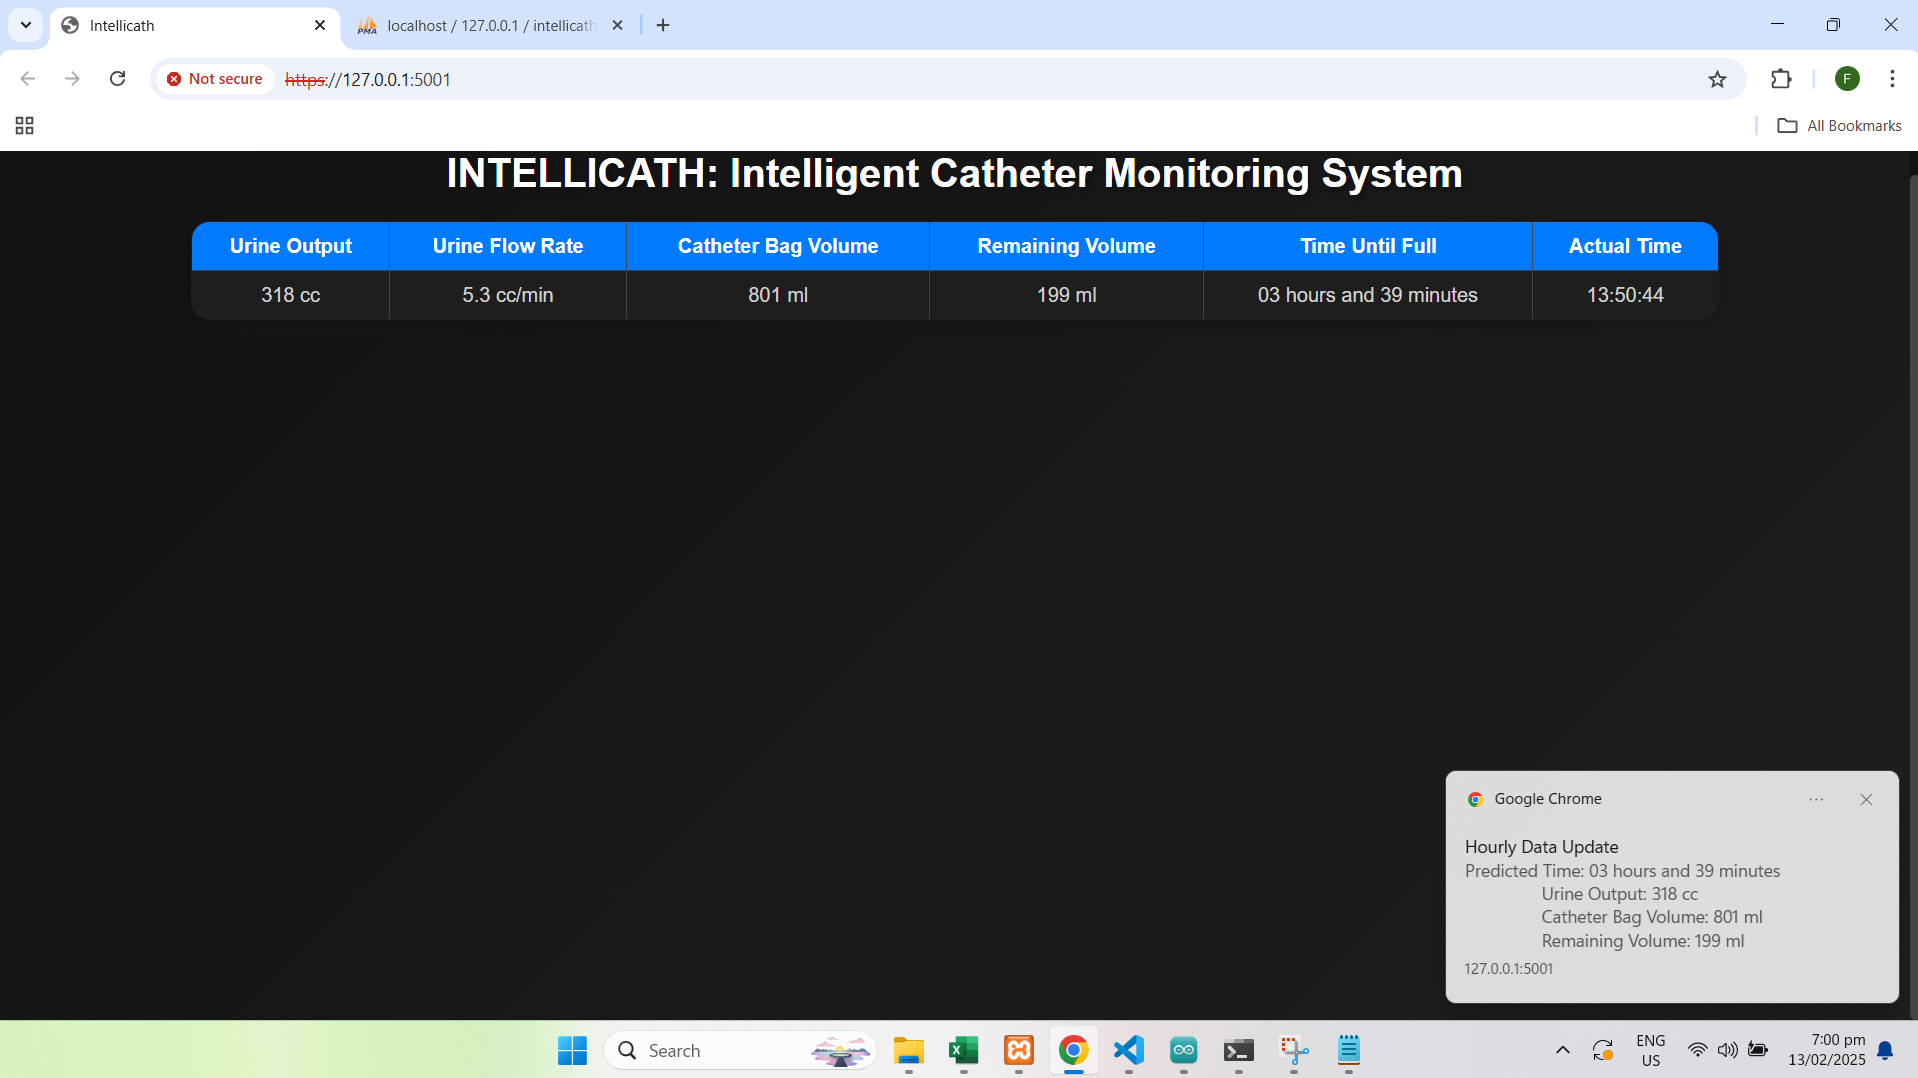 Intellicath
localhost / 127.0.0.1 / intellicath
Not secure https://127.0.0.1:5001
F
All Bookmarks
INTELLICATH: Intelligent Catheter Monitoring System
Urine Output Urine Flow Rate Catheter Bag Volume Remaining Volume Time Until Full Actual Time
318 cc 5.3 cc/min 801 ml 199 ml 03 hours and 39 minutes 13:50:44
Google Chrome
Hourly Data Update
Predicted Time: 03 hours and 39 minutes
Urine Output: 318 cc
Catheter Bag Volume: 801 ml
Remaining Volume: 199 ml
127.0.0.1:5001
Search
ENG
US
7:00 pm
13/02/2025